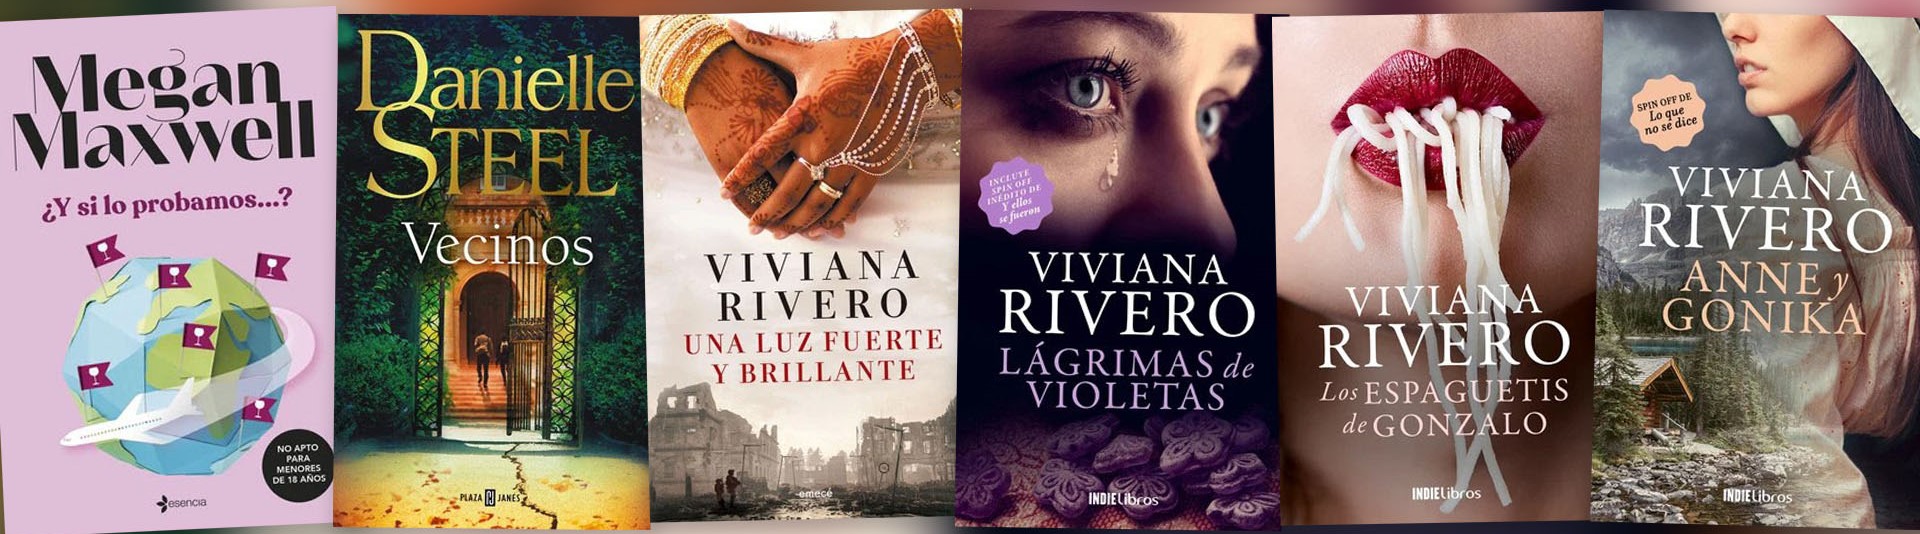 Megan
Maxwell
¿Y si lo probamos...?
NO APTO
PARA
MENORES
DE 18 AÑOS
esencia
Danielle
STEEL
Vecinos
PLAZA JANÉS
VIVIANA
RIVERO
UNA LUZ FUERTE
Y BRILLANTE
emecé
INCLUYE
SPIN OFF
INÉDITO DE
Y ellos
se fueron
VIVIANA
RIVERO
LÁGRIMAS de
VIOLETAS
INDIELibros
VIVIANA
RIVERO
Los ESPAGUETIS
de GONZALO
INDIELibros
SPIN OFF DE
Lo que
no se dice
VIVIANA
RIVERO
ANNE y
GONIKA
INDIELibros